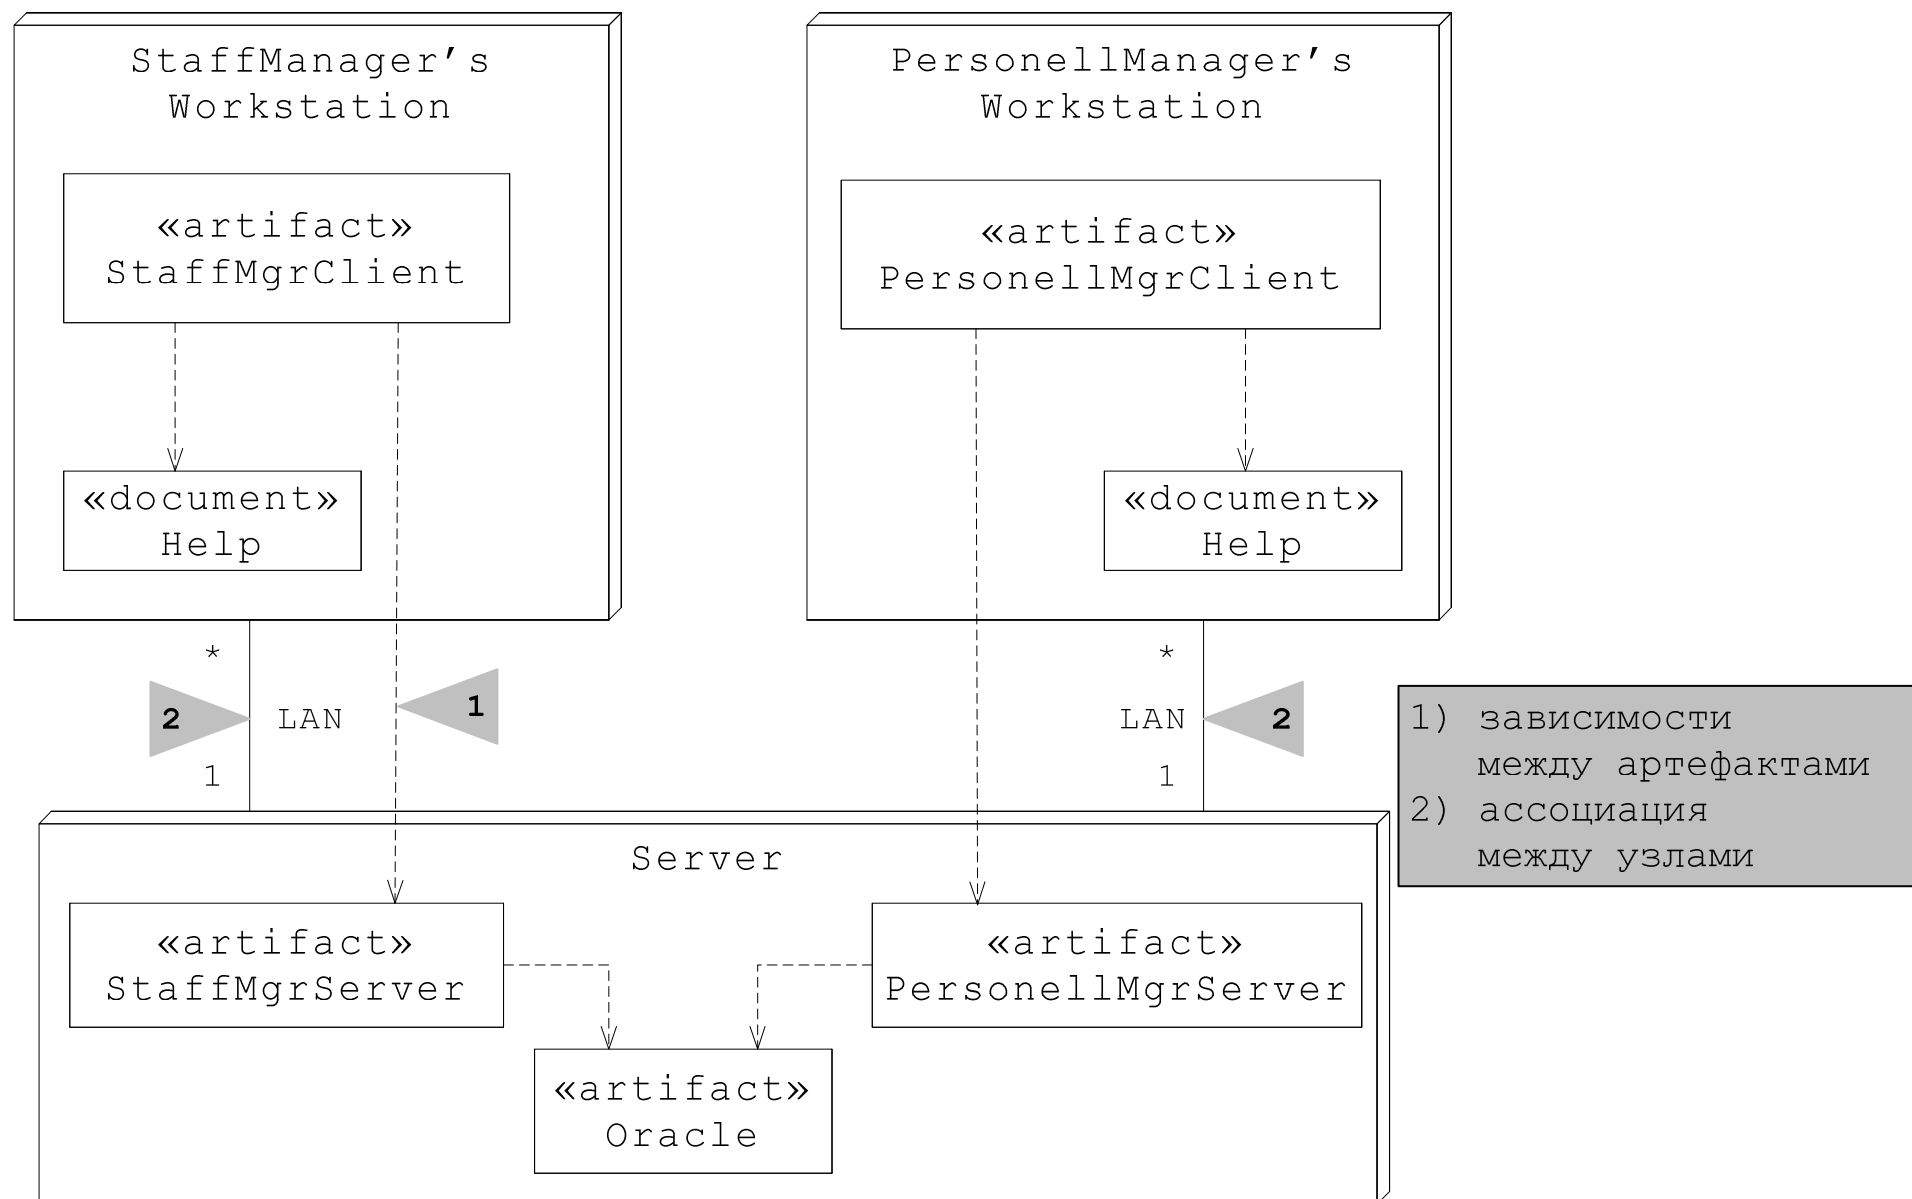 StaffManager’s
Workstation
«artifact»
StaffMgrClient
«document»
Help
PersonellManager’s
Workstation
«artifact»
PersonellMgrClient
«document»
Help
*
2
LAN
1
1
*
LAN
2
1
1) зависимости
между артефактами
2) ассоциация
между узлами
Server
«artifact»
StaffMgrServer
«artifact»
PersonellMgrServer
«artifact»
Oracle